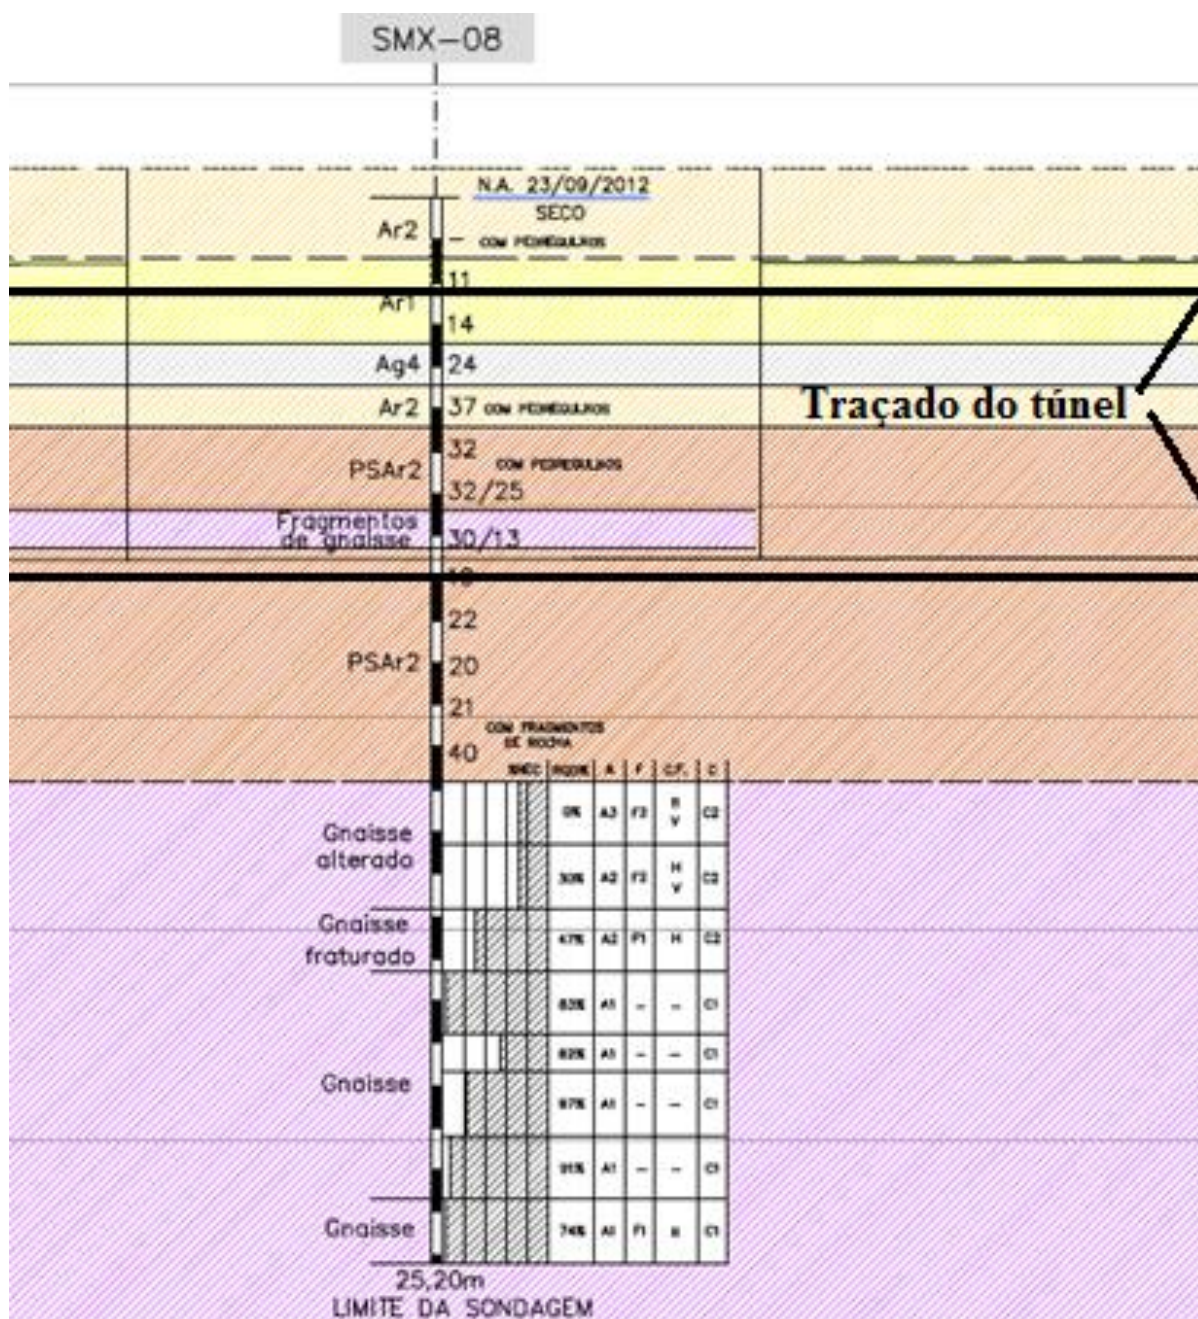 SMX-08
N.A. 23/09/2012
SECO
Ar2
COM PEDREGULHOS
11
Ar1
14
Ag4 24
Ar2 37 COM PEDREGULHOS
Traçado do túnel
32 COM PEDREGULHOS
PSAr2
32/25
Fragmentos
de gnaisse 30/13
22
PSAr2 20
21
COM FRAGMENTOS
DE ROCHA
40
A F C.F. C
Gnaisse
alterado
0% A3 F3 C2
30% A2 F3 H V C2
Gnaisse
fraturado
47% A2 F1 H C2
A1 - - C1
A1 - - C1
Gnaisse
A1 - - C1
91% A1 - - C1
Gnaisse
74% A1 F1 C1
25,20m
LIMITE DA SONDAGEM